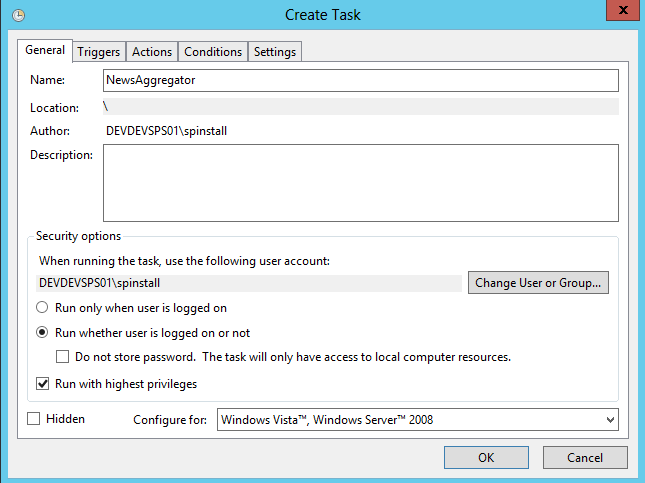 Create Task
x
General Triggers Actions Conditions Settings
Name: NewsAggregator
Location: \
Author: DEVDEVSPS01\spinstall
Description:
Security options
When running the task, use the following user account:
DEVDEVSPS01\spinstall Change User or Group...
Run only when user is logged on
Run whether user is logged on or not
Do not store password. The task will only have access to local computer resources.
Run with highest privileges
Hidden Configure for: Windows Vista™, Windows Server™ 2008
OK Cancel